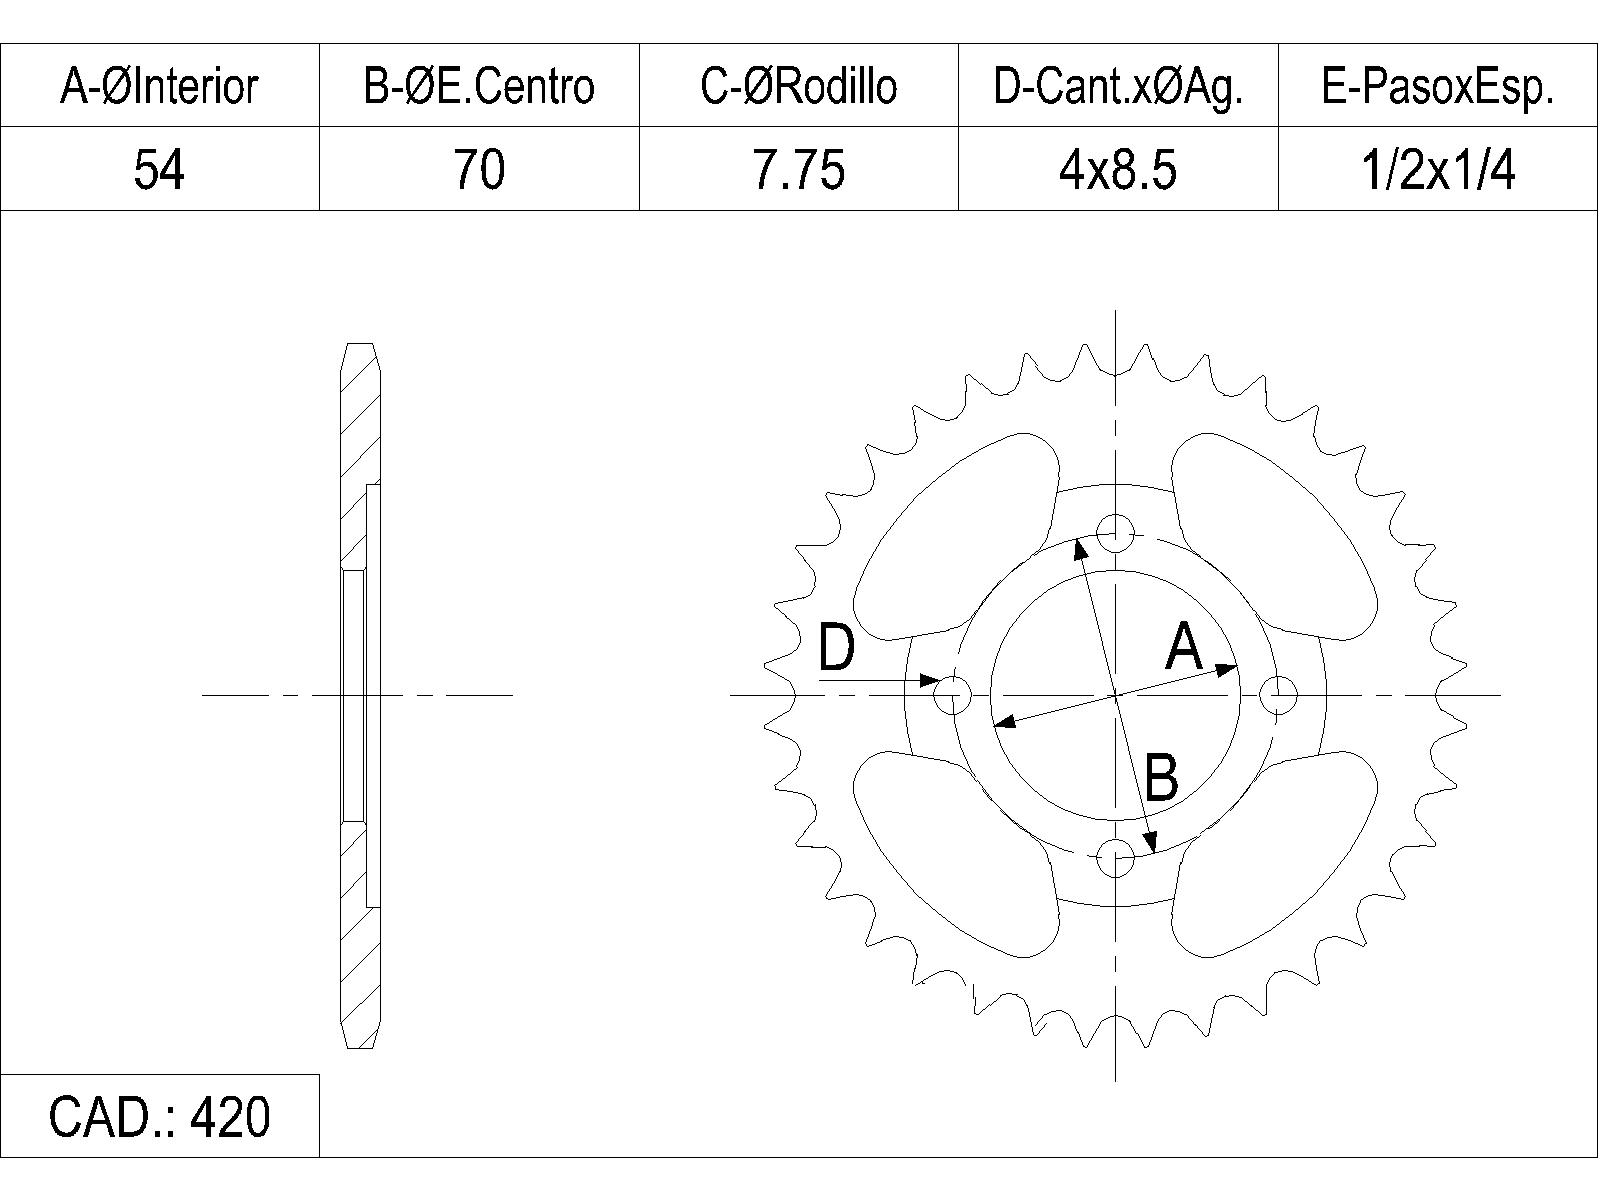 A-ØInterior B-ØE.Centro C-ØRodillo D-Cant.xØAg. E-PasoxEsp.
54 70 7.75 4x8.5 1/2x1/4
D
A
B
CAD.: 420